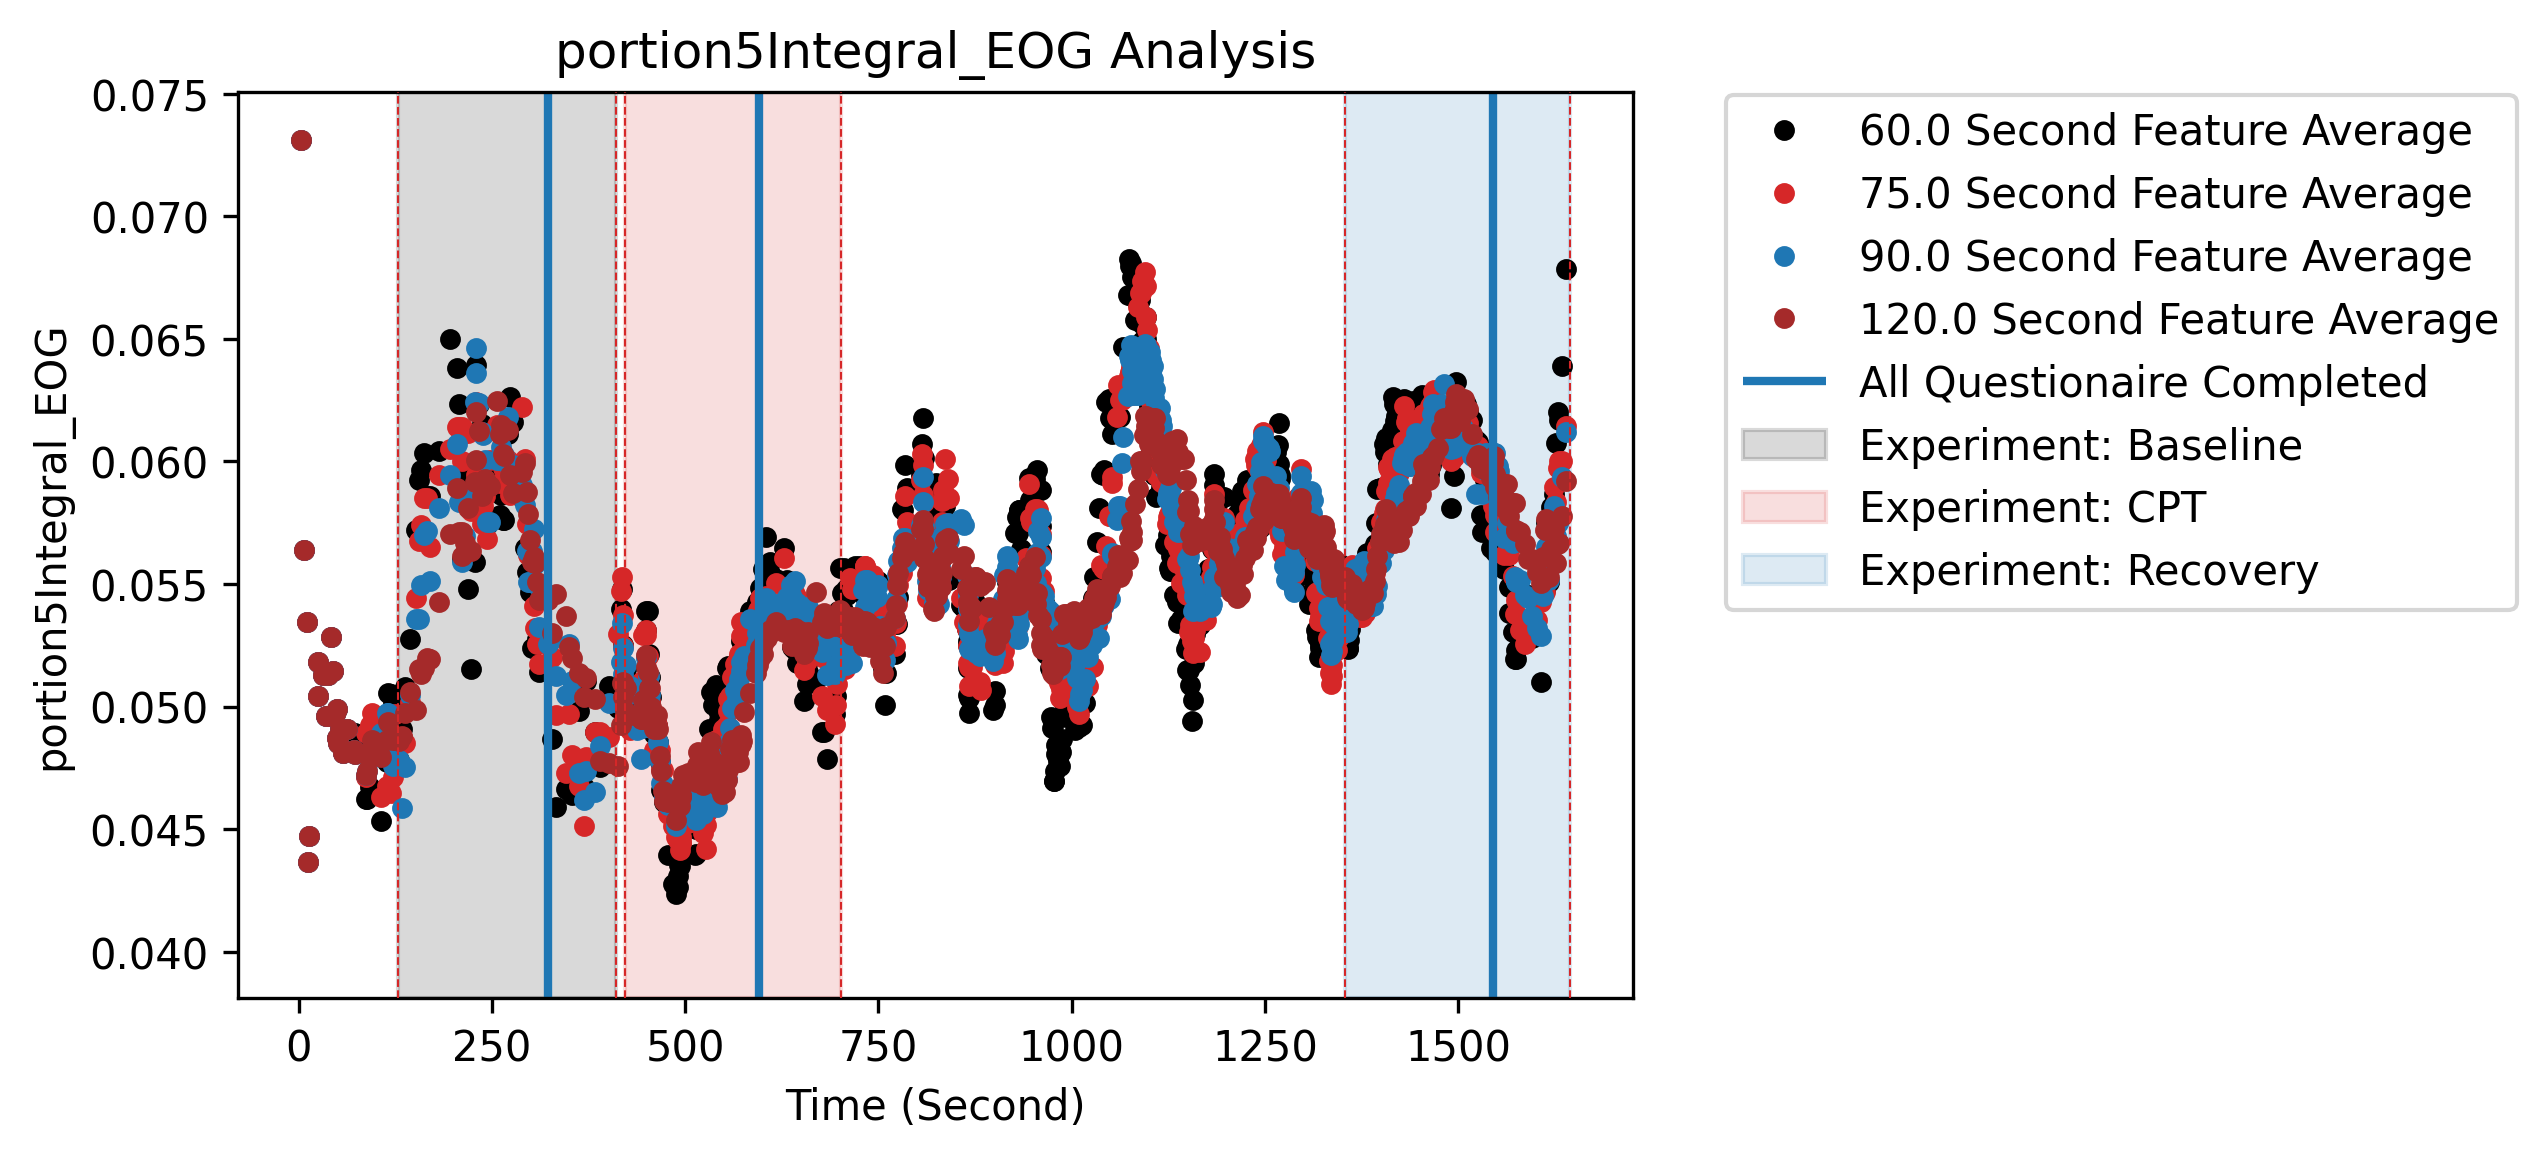 portion5Integral_EOG Analysis
portion5Integral_EOG
0.075
0.070
0.065
0.060
0.055
0.050
0.045
0.040
0
250
500
750
1000
1250
1500
Time (Second)
60.0 Second Feature Average
75.0 Second Feature Average
90.0 Second Feature Average
120.0 Second Feature Average
All Questionaire Completed
Experiment: Baseline
Experiment: CPT
Experiment: Recovery